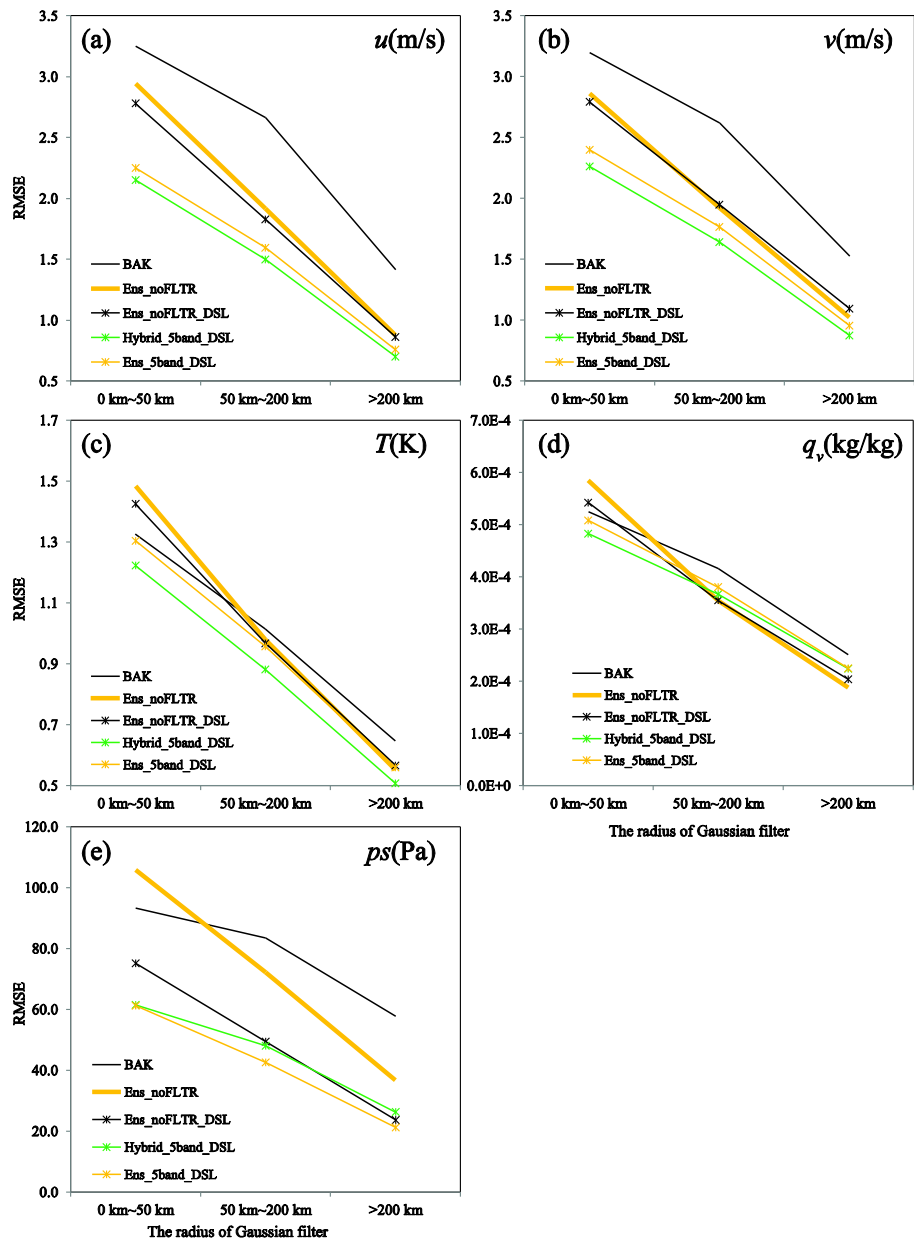 (a)
u(m/s)
3.5
3.0
2.5
2.0
1.5
1.0
0.5
RMSE
BAK
Ens_noFLTR
Ens_noFLTR_DSL
Hybrid_5band_DSL
Ens_5band_DSL
0 km~50 km
50 km~200 km
>200 km
(b)
v(m/s)
3.5
3.0
2.5
2.0
1.5
1.0
0.5
BAK
Ens_noFLTR
Ens_noFLTR_DSL
Hybrid_5band_DSL
Ens_5band_DSL
0 km~50 km
50 km~200 km
>200 km
(c)
T(K)
1.7
1.5
1.3
1.1
0.9
0.7
0.5
RMSE
BAK
Ens_noFLTR
Ens_noFLTR_DSL
Hybrid_5band_DSL
Ens_5band_DSL
0 km~50 km
50 km~200 km
>200 km
(d)
qv(kg/kg)
7.0E-4
6.0E-4
5.0E-4
4.0E-4
3.0E-4
2.0E-4
1.0E-4
0.0E+0
BAK
Ens_noFLTR
Ens_noFLTR_DSL
Hybrid_5band_DSL
Ens_5band_DSL
0 km~50 km
50 km~200 km
>200 km
The radius of Gaussian filter
(e)
ps(Pa)
120.0
100.0
80.0
60.0
40.0
20.0
0.0
RMSE
BAK
Ens_noFLTR
Ens_noFLTR_DSL
Hybrid_5band_DSL
Ens_5band_DSL
0 km~50 km
50 km~200 km
>200 km
The radius of Gaussian filter